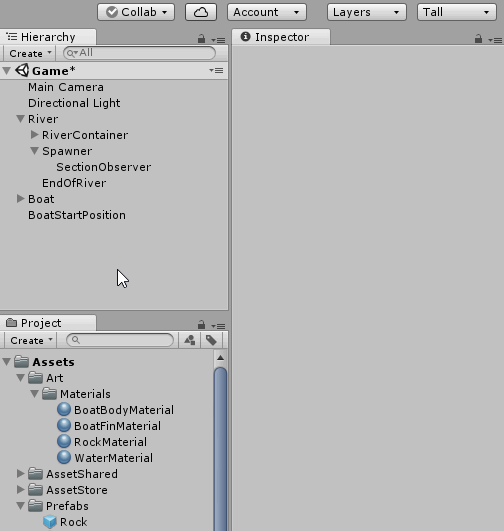 Collab Account Layers Tall
Hierarchy Inspector
Create All
Game*
Main Camera
Directional Light
River
RiverContainer
Spawner
SectionObserver
EndOfRiver
Boat
BoatStartPosition
Project
Create
Assets
Art
Materials
BoatBodyMaterial
BoatFinMaterial
RockMaterial
WaterMaterial
AssetShared
AssetStore
Prefabs
Rock